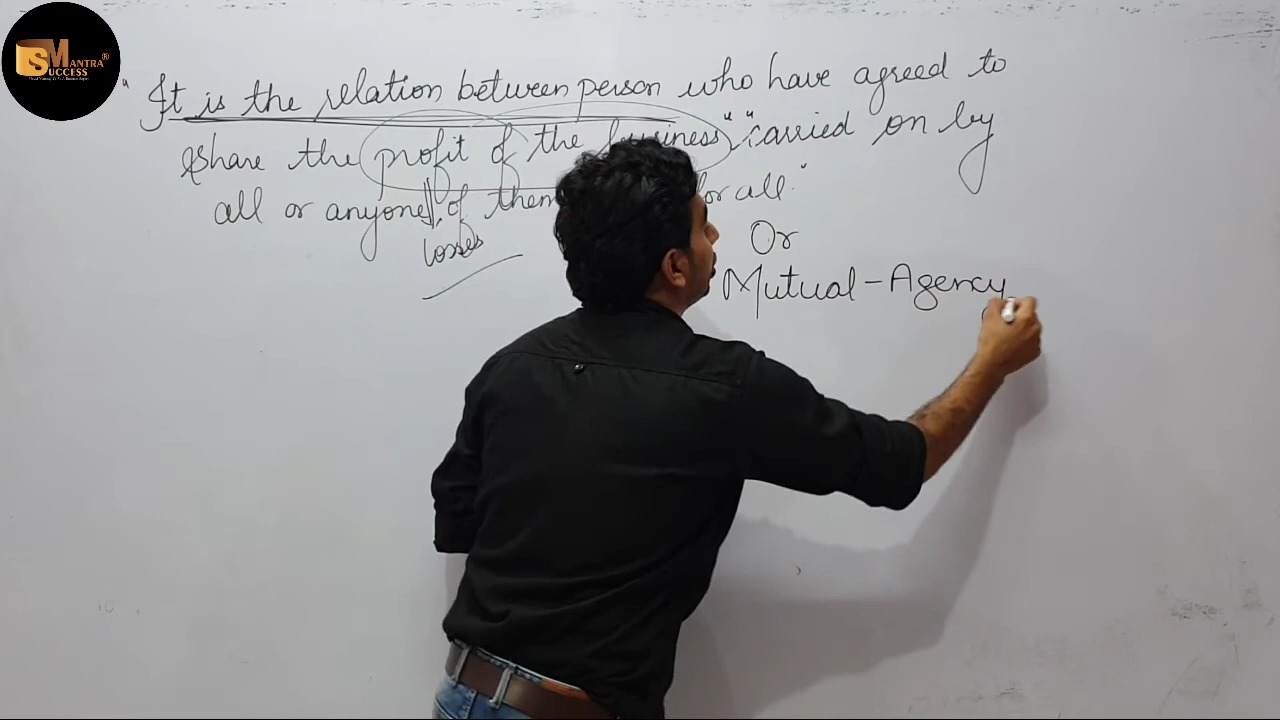 SM MANTRA®
SUCCESS
" It is the relation between person who have agreed to
share the profit of the business" "carried on by
all or anyone of them for all."
losses
Or
Mutual-Agency